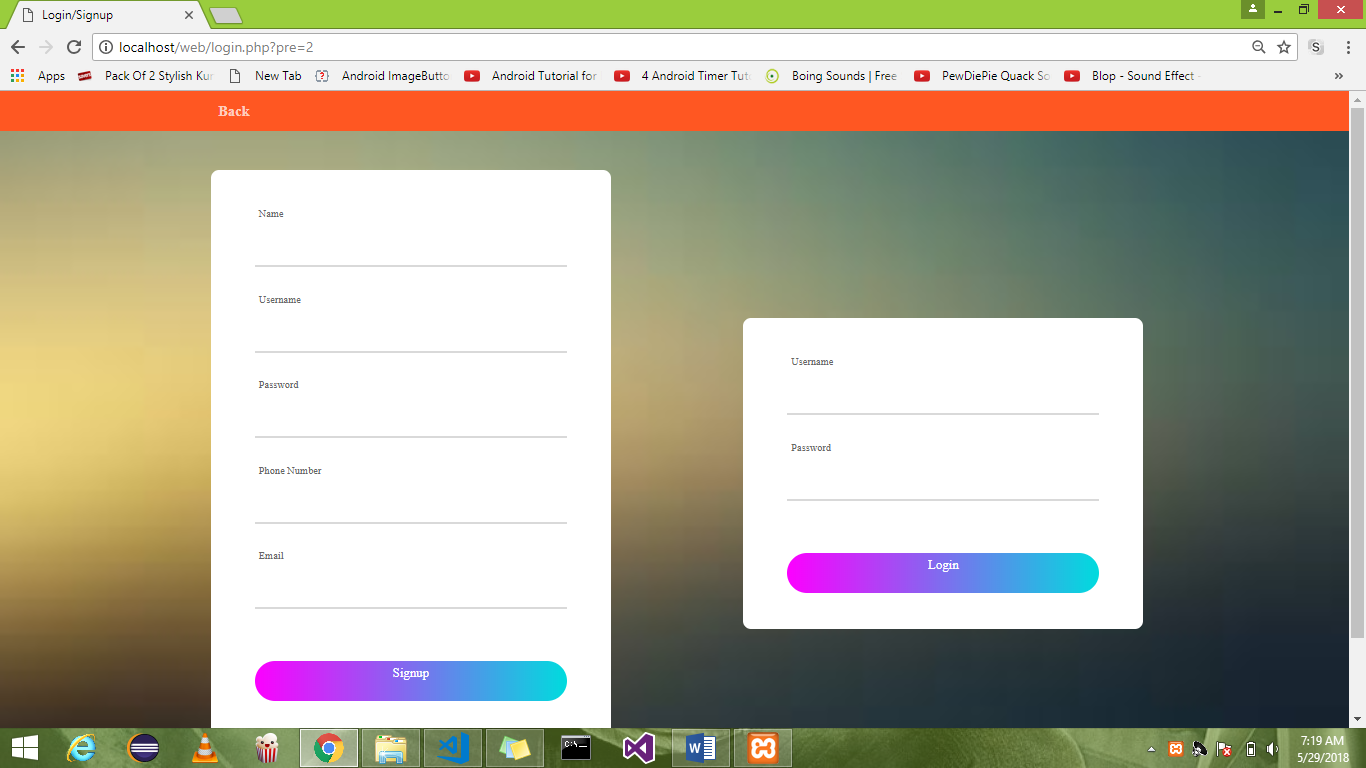 Login/Signup
localhost/web/login.php?pre=2
S
Apps
Pack Of 2 Stylish Kur
New Tab
Android ImageButto
Android Tutorial for
4 Android Timer Tut
Boing Sounds | Free
PewDiePie Quack So
Blop - Sound Effect -
»
Back
Name
Username
Password
Phone Number
Email
Signup
Username
Password
Login
7:19 AM
5/29/2018